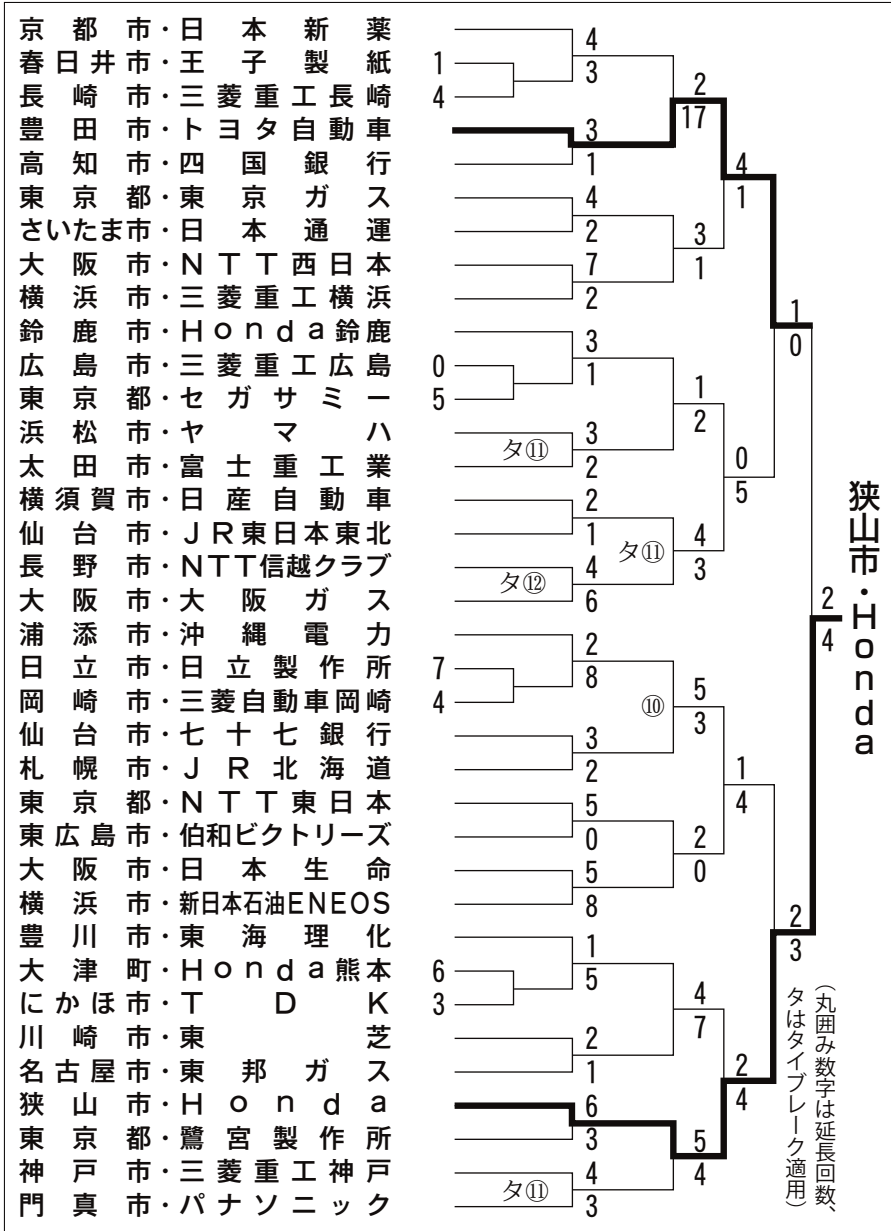 京都市・日本新薬
春日井市・王子製紙 1
長崎市・三菱重工長崎 4
豊田市・トヨタ自動車
高知市・四国銀行
東京都・東京ガス
さいたま市・日本通運
大阪市・NTT西日本
横浜市・三菱重工横浜
鈴鹿市・Honda鈴鹿
広島市・三菱重工広島 0
東京都・セガサミー 5
浜松市・ヤマハ
太田市・富士重工業
横須賀市・日産自動車
仙台市・JR東日本東北
長野市・NTT信越クラブ
大阪市・大阪ガス
浦添市・沖縄電力
日立市・日立製作所 7
岡崎市・三菱自動車岡崎 4
仙台市・七十七銀行
札幌市・JR北海道
東京都・NTT東日本
東広島市・伯和ビクトリーズ
大阪市・日本生命
横浜市・新日本石油ENEOS
豊川市・東海理化
大津町・Honda熊本 6
にかほ市・TDK 3
川崎市・東芝
名古屋市・東邦ガス
狭山市・Honda
東京都・鷺宮製作所
神戸市・三菱重工神戸
門真市・パナソニック
4
3
3
1
4
2
7
2
3
1
タ⑪ 3
2
2
1
タ⑫ 4
6
2
8
3
2
5
0
5
8
1
5
2
1
6
3
タ⑪ 4
3
2
17
3
1
1
2
タ⑪ 4
3
⑩ 5
3
2
0
4
7
5
4
4
1
0
5
1
4
2
4
1
0
2
3
2
4
狭山市・Honda
（丸囲み数字は延長回数、
タはタイブレーク適用）